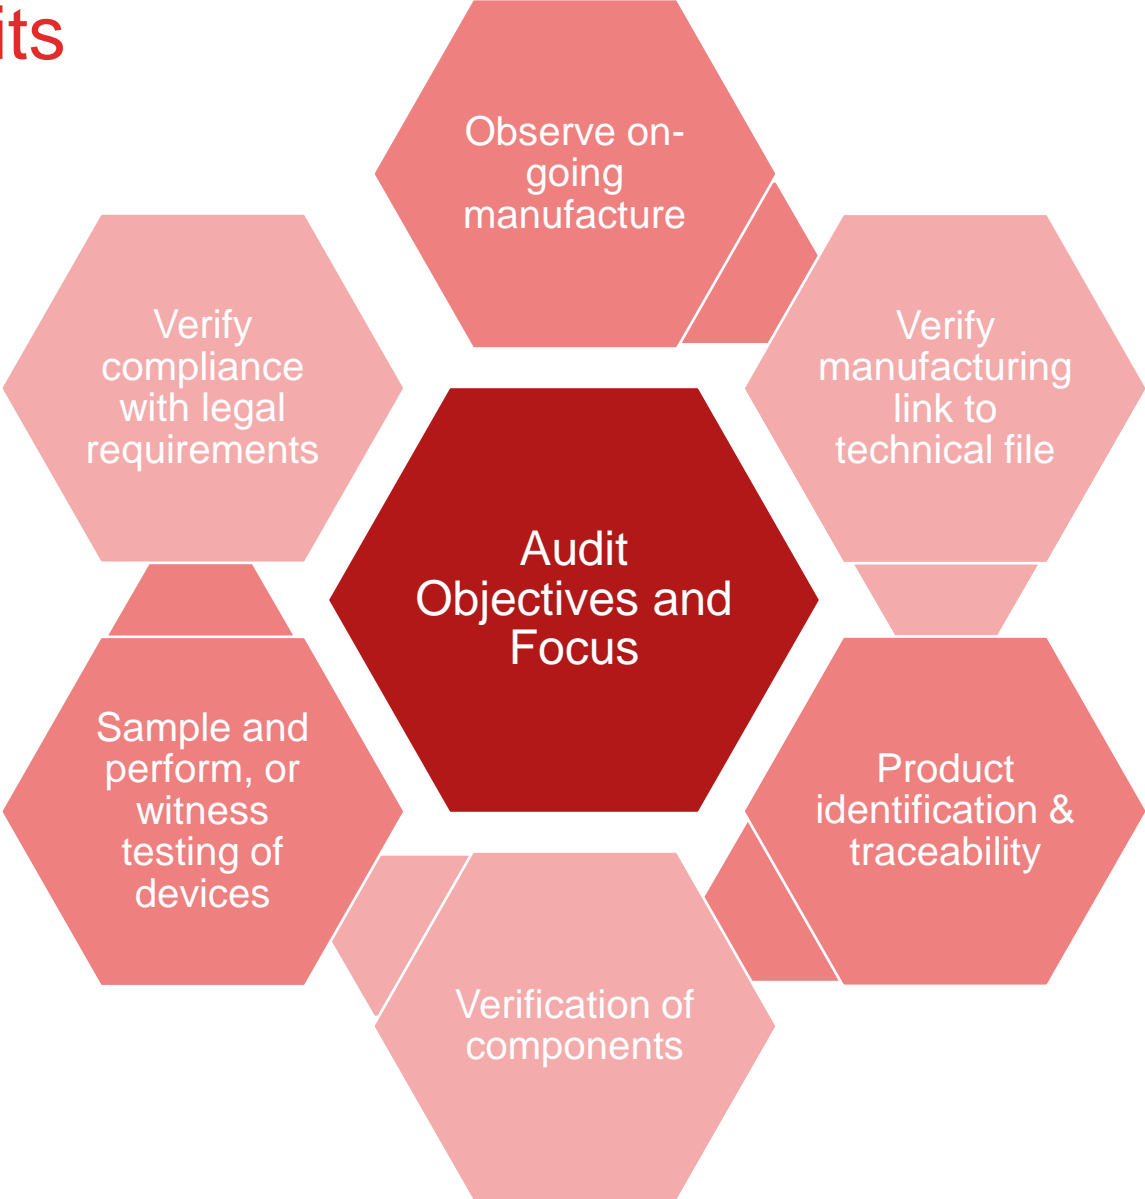 its
Observe on-
going
manufacture
Verify
manufacturing
link to
technical file
Product
identification &
traceability
Verification of
components
Sample and
perform, or
witness
testing of
devices
Verify
compliance
with legal
requirements
Audit
Objectives and
Focus